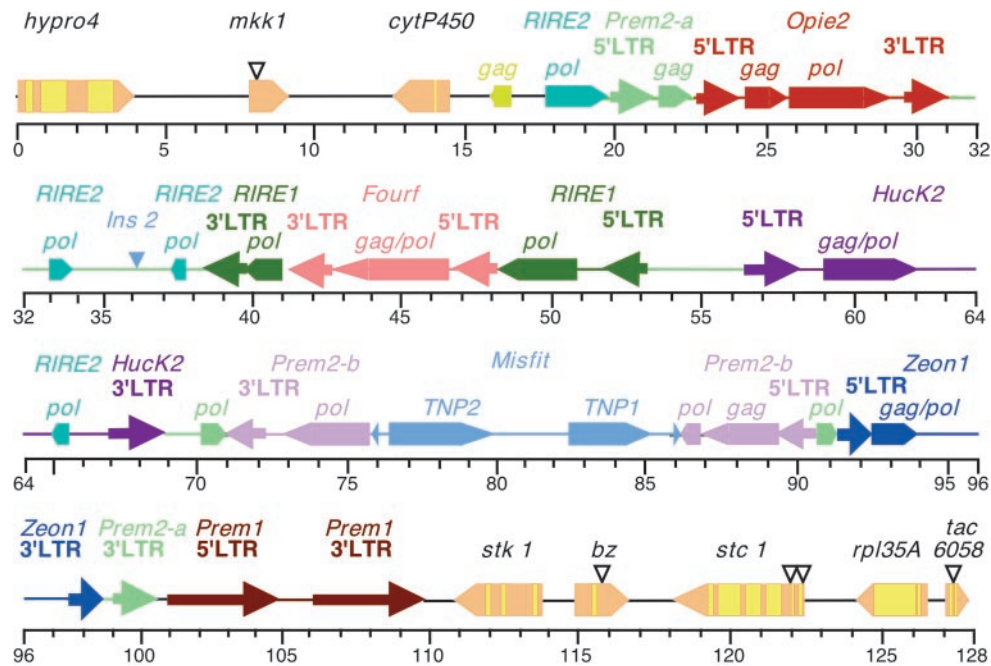 hypro4 mkk1 cytP450 RIRE2 Prem2-a Opie2
5'LTR 5'LTR 3'LTR
gag pol gag gag pol
0 5 10 15 20 25 30 32
RIRE2 RIRE2 RIRE1 Fourf RIRE1 HucK2
Ins 2 3'LTR 3'LTR 5'LTR 5'LTR 5'LTR
pol pol pol gag/pol pol gag/pol
32 35 40 45 50 55 60 64
RIRE2 HucK2 Prem2-b Misfit Prem2-b Zeon1
3'LTR 3'LTR 5'LTR 5'LTR
pol pol pol TNP2 TNP1 pol gag pol gag/pol
64 70 75 80 85 90 95 96
Zeon1 Prem2-a Prem1 Prem1 tac
3'LTR 3'LTR 5'LTR 3'LTR stk 1 bz stc 1 rpl35A 6058
96 100 105 110 115 120 125 128